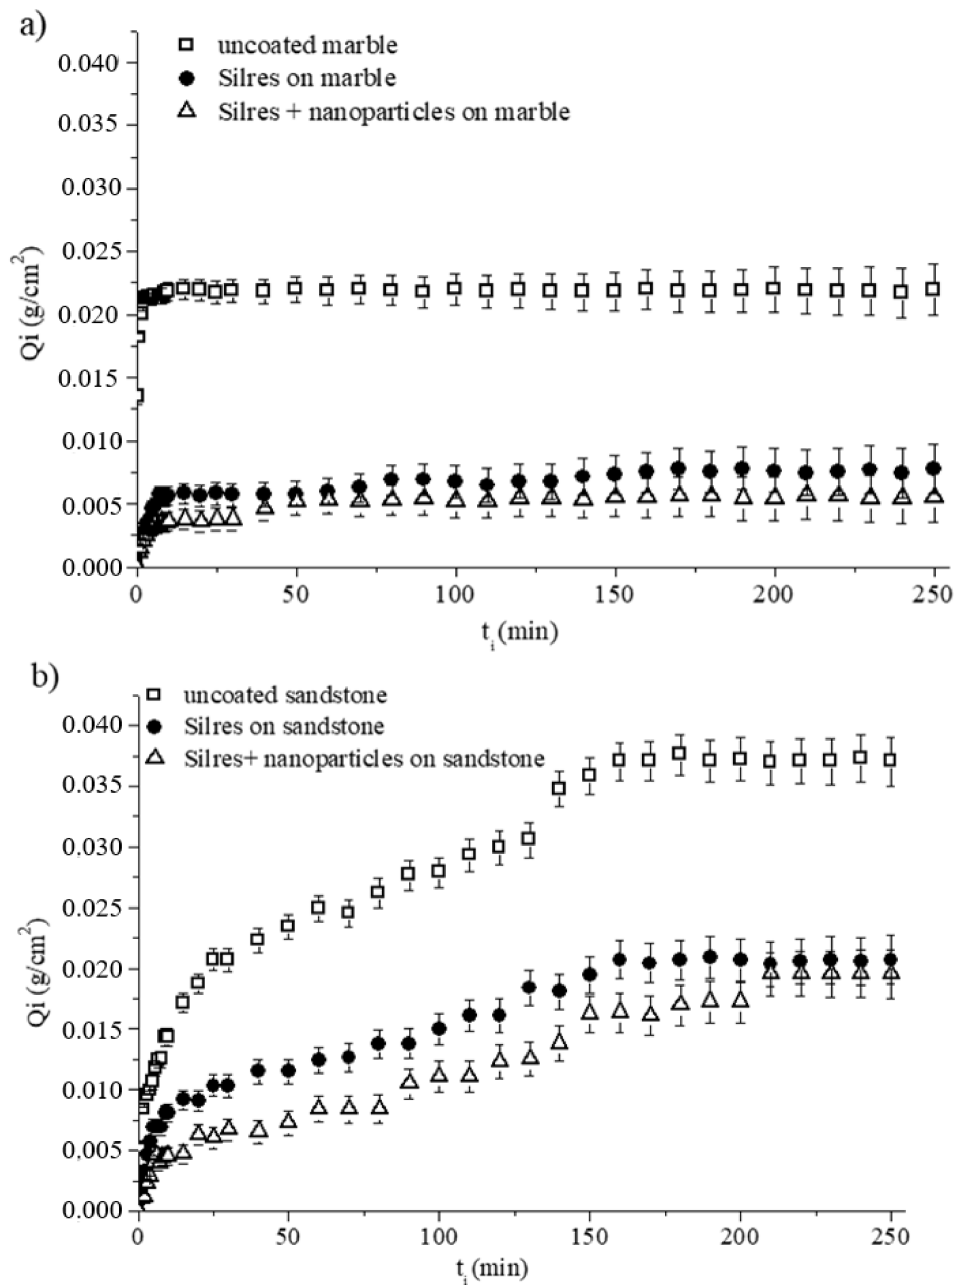 a)
uncoated marble
Silres on marble
Silres + nanoparticles on marble
0.040
0.035
0.030
0.025
0.020
0.015
0.010
0.005
0.000
Qi (g/cm²)
0 50 100 150 200 250
tᵢ (min)
b)
uncoated sandstone
Silres on sandstone
Silres+ nanoparticles on sandstone
0.040
0.035
0.030
0.025
0.020
0.015
0.010
0.005
0.000
Qi (g/cm²)
0 50 100 150 200 250
tᵢ (min)